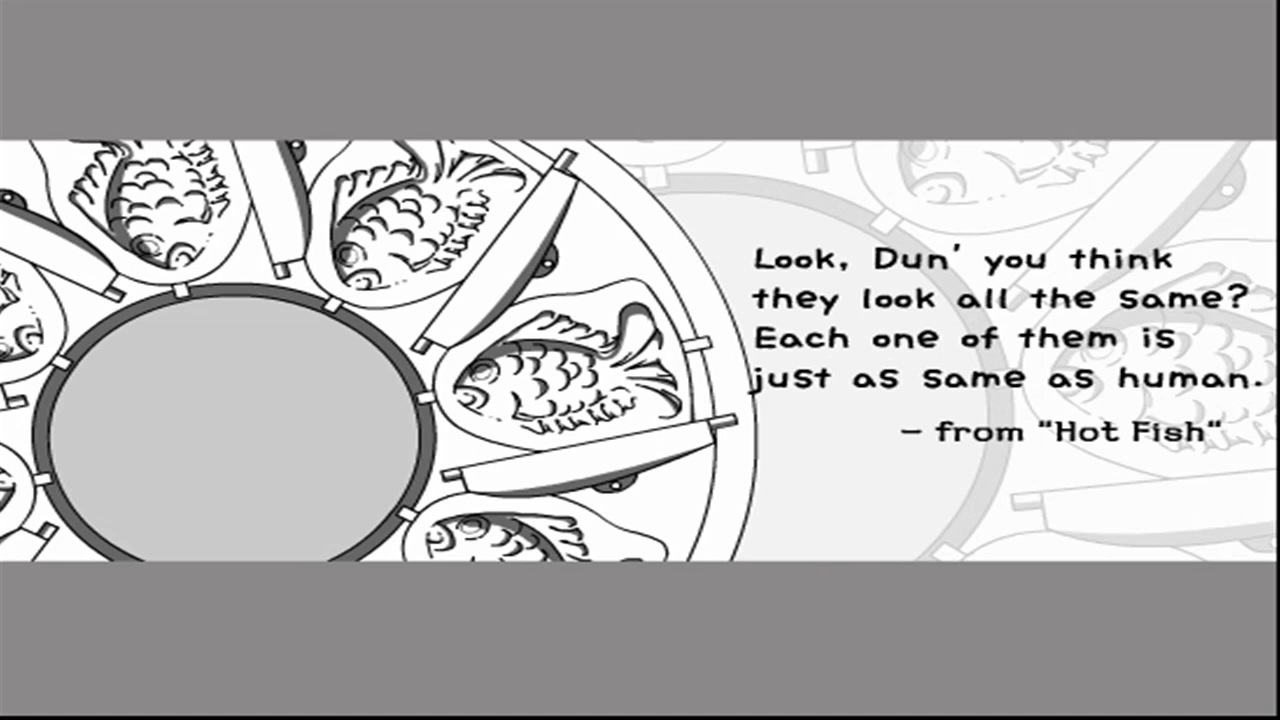 Look, Dun' you think
they look all the same?
Each one of them is
just as same as human.
- from "Hot Fish"